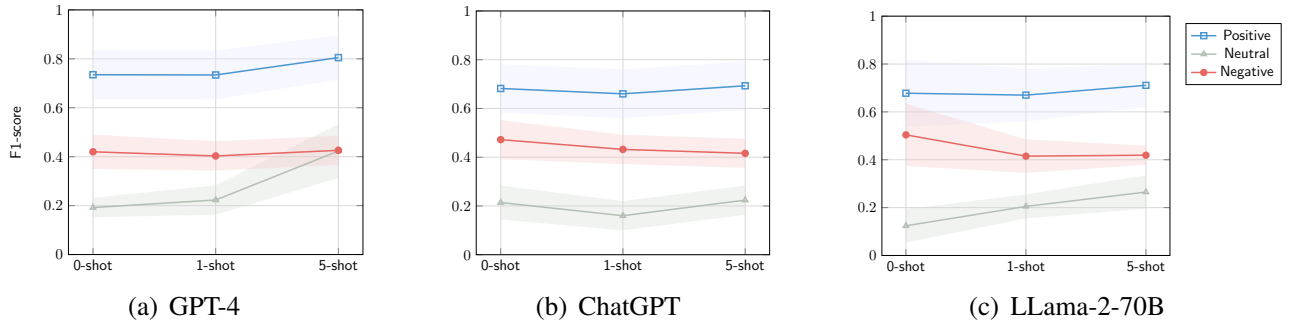 F1-score
1
0.8
0.6
0.4
0.2
0
0-shot
1-shot
5-shot
(a) GPT-4
1
0.8
0.6
0.4
0.2
0
0-shot
1-shot
5-shot
(b) ChatGPT
1
0.8
0.6
0.4
0.2
0
0-shot
1-shot
5-shot
(c) LLama-2-70B
Positive
Neutral
Negative